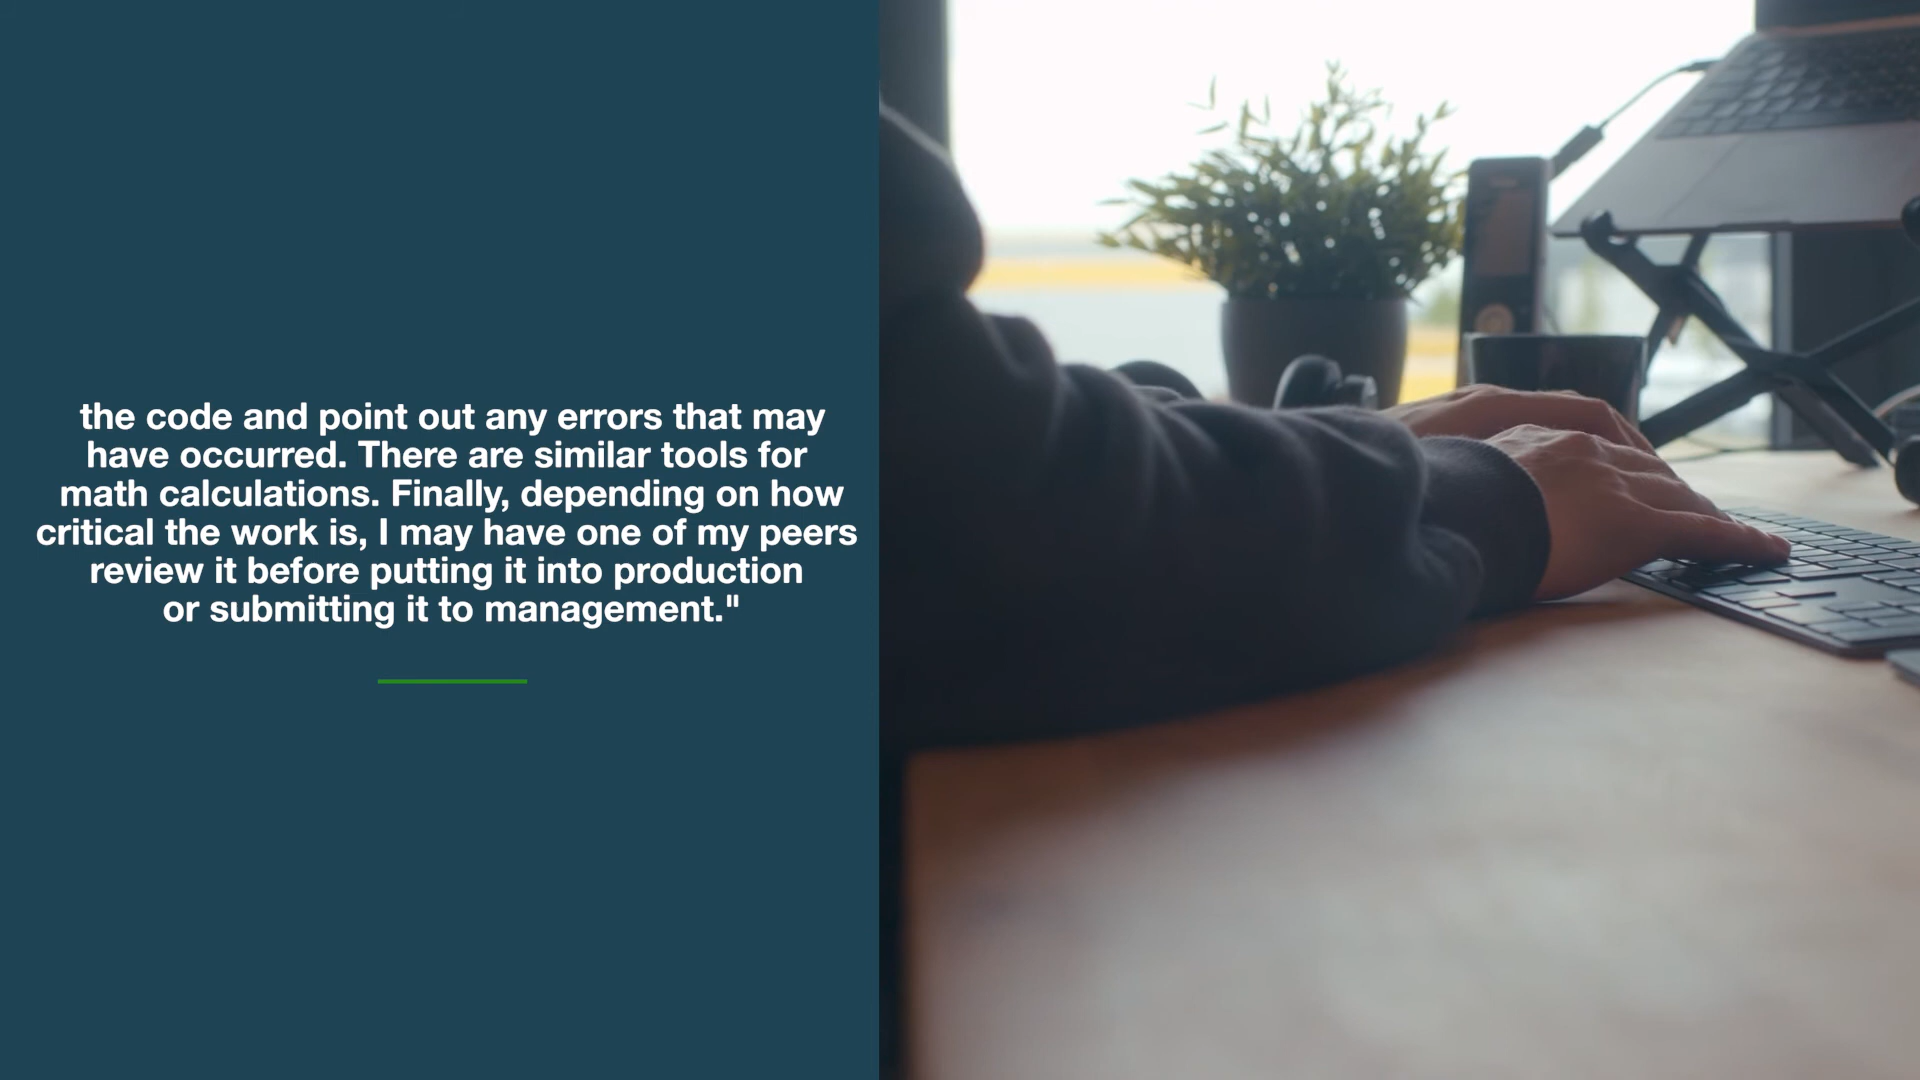 the code and point out any errors that may
have occurred. There are similar tools for
math calculations. Finally, depending on how
critical the work is, I may have one of my peers
review it before putting it into production
or submitting it to management."